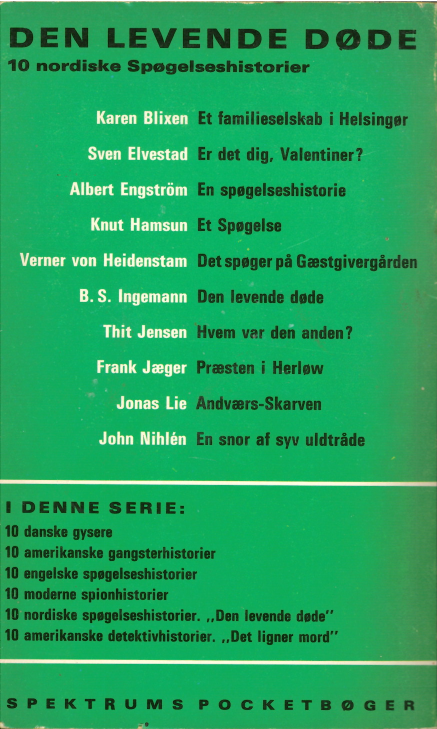 DEN LEVENDE DØDE
10 nordiske Spøgelseshistorier
Karen Blixen Et familieselskab i Helsingør
Sven Elvestad Er det dig, Valentiner?
Albert Engström En spøgelseshistorie
Knut Hamsun Et Spøgelse
Verner von Heidenstam Det spøger på Gæstgivergården
B. S. Ingemann Den levende døde
Thit Jensen Hvem var den anden?
Frank Jæger Præsten i Herløw
Jonas Lie Andværs-Skarven
John Nihlén En snor af syv uldtråde
I DENNE SERIE:
10 danske gysere
10 amerikanske gangsterhistorier
10 engelske spøgelseshistorier
10 moderne spionhistorier
10 nordiske spøgelseshistorier. „Den levende døde”
10 amerikanske detektivhistorier. „Det ligner mord”
SPEKTRUMS POCKETBØGER